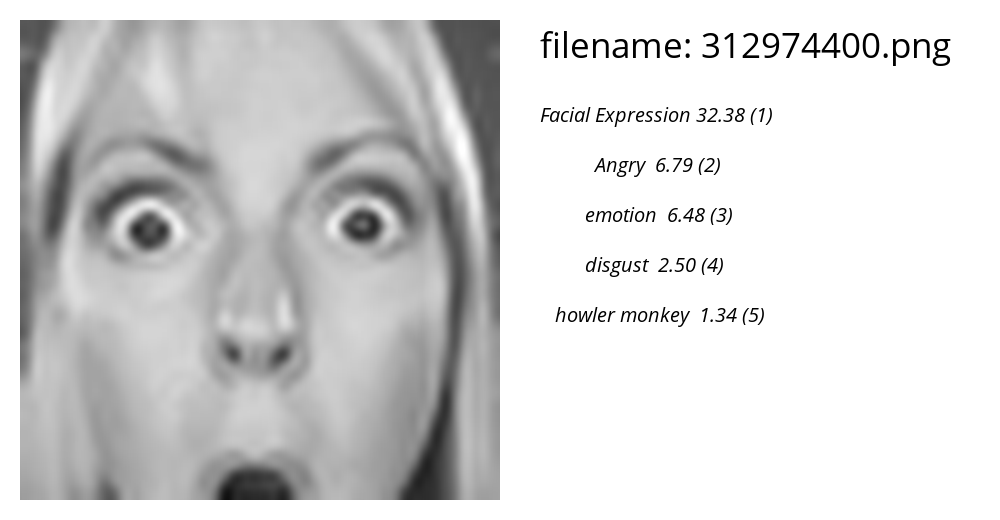 filename: 312974400.png
Facial Expression 32.38 (1)
Angry 6.79 (2)
emotion 6.48 (3)
disgust 2.50 (4)
howler monkey 1.34 (5)